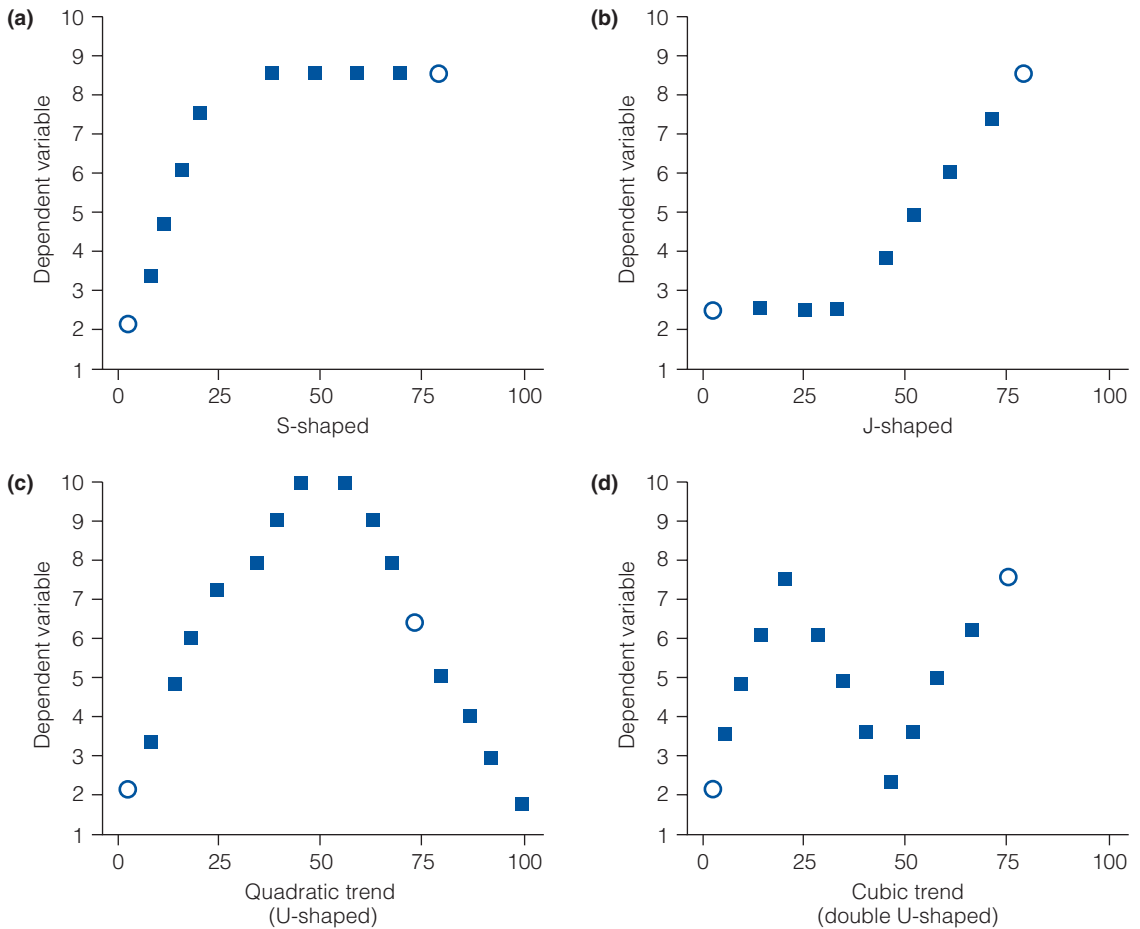 (a)
Dependent variable
10
9
8
7
6
5
4
3
2
1
0 25 50 75 100
S-shaped
(b)
Dependent variable
10
9
8
7
6
5
4
3
2
1
0 25 50 75 100
J-shaped
(c)
Dependent variable
10
9
8
7
6
5
4
3
2
1
0 25 50 75 100
Quadratic trend
(U-shaped)
(d)
Dependent variable
10
9
8
7
6
5
4
3
2
1
0 25 50 75 100
Cubic trend
(double U-shaped)